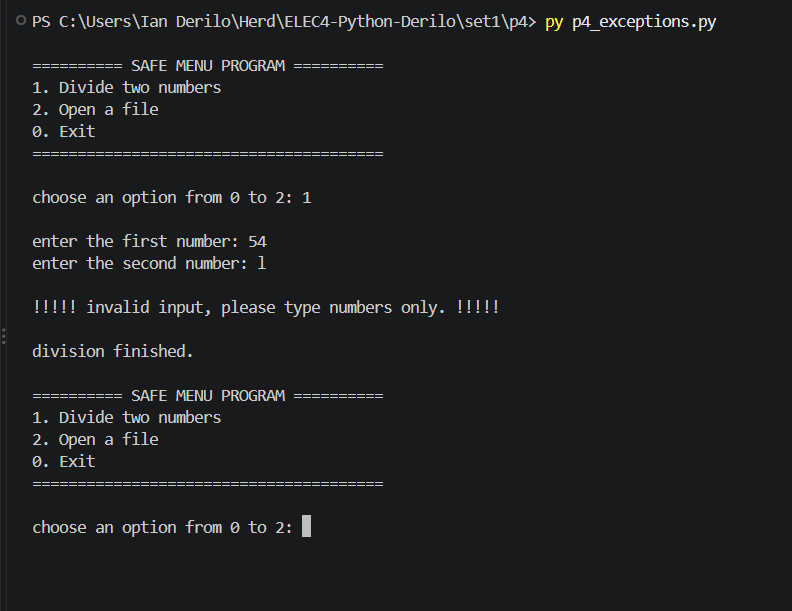 PS C:\Users\Ian Derilo\Herd\ELEC4-Python-Derilo\set1\p4> py p4_exceptions.py
========== SAFE MENU PROGRAM ==========
1. Divide two numbers
2. Open a file
0. Exit
=======================================
choose an option from 0 to 2: 1
enter the first number: 54
enter the second number: l
!!!!! invalid input, please type numbers only. !!!!!
division finished.
========== SAFE MENU PROGRAM ==========
1. Divide two numbers
2. Open a file
0. Exit
=======================================
choose an option from 0 to 2: